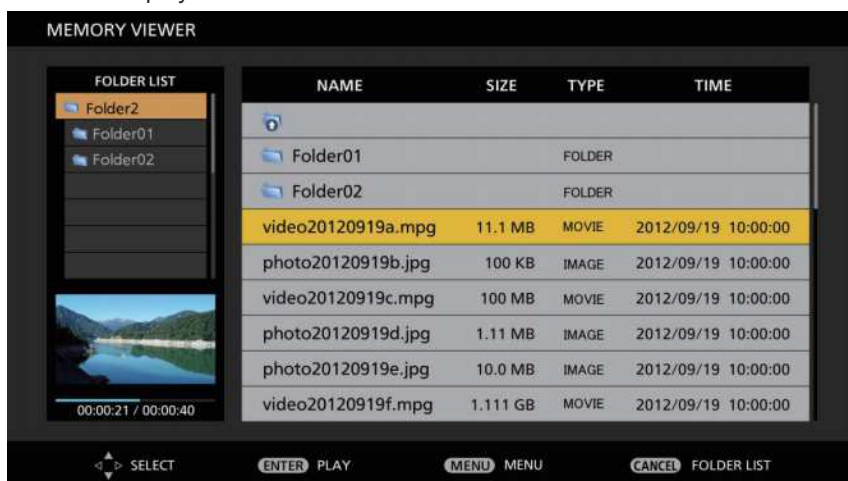 MEMORY VIEWER
FOLDER LIST
Folder2
Folder01
Folder02
00:00:21 / 00:00:40
NAME SIZE TYPE TIME
Folder01 FOLDER
Folder02 FOLDER
video20120919a.mpg 11.1 MB MOVIE 2012/09/19 10:00:00
photo20120919b.jpg 100 KB IMAGE 2012/09/19 10:00:00
video20120919c.mpg 100 MB MOVIE 2012/09/19 10:00:00
photo20120919d.jpg 1.11 MB IMAGE 2012/09/19 10:00:00
photo20120919e.jpg 10.0 MB IMAGE 2012/09/19 10:00:00
video20120919f.mpg 1.111 GB MOVIE 2012/09/19 10:00:00
SELECT ENTER PLAY MENU MENU CANCEL FOLDER LIST